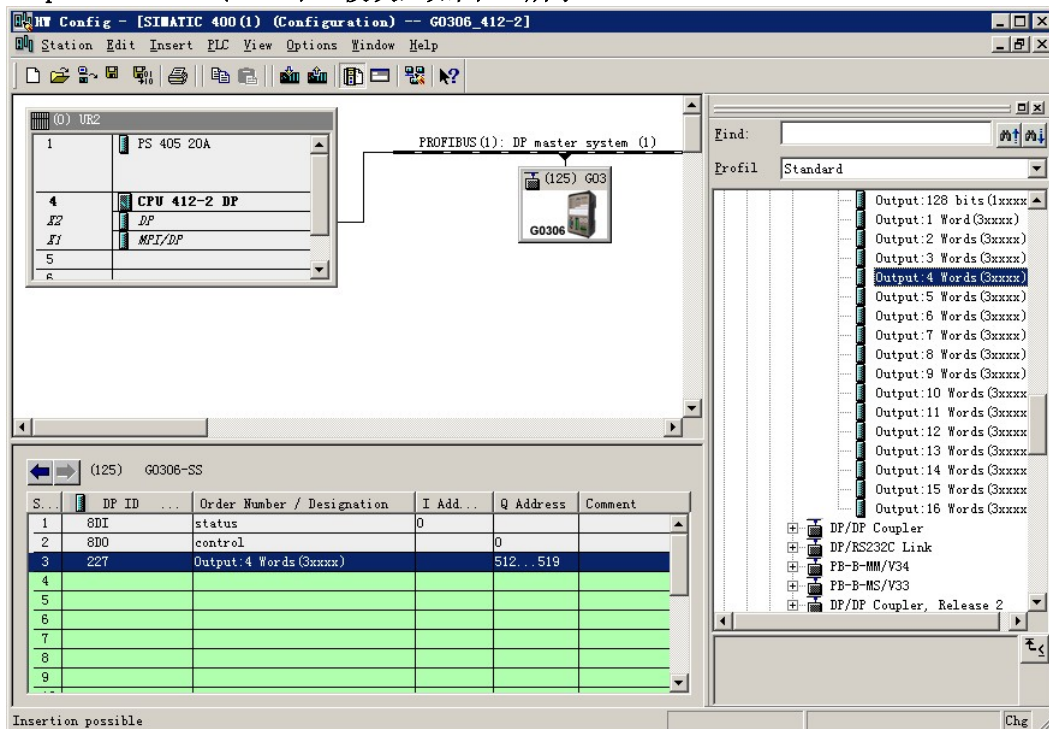 HW Config - [SIMATIC 400(1) (Configuration) -- G0306_412-2]
Station Edit Insert PLC View Options Window Help
(0) UR2
1 PS 405 20A
4 CPU 412-2 DP
X2 DP
X1 MPI/DP
5
6
PROFIBUS(1): DP master system (1)
(125) G03
G0306
Find:
Profil Standard
Output:128 bits(1xxxx
Output:1 Word(3xxxx)
Output:2 Words(3xxxx)
Output:3 Words(3xxxx)
Output:4 Words(3xxxx)
Output:5 Words(3xxxx)
Output:6 Words(3xxxx)
Output:7 Words(3xxxx)
Output:8 Words(3xxxx)
Output:9 Words(3xxxx)
Output:10 Words(3xxxx
Output:11 Words(3xxxx
Output:12 Words(3xxxx
Output:13 Words(3xxxx
Output:14 Words(3xxxx
Output:15 Words(3xxxx
Output:16 Words(3xxxx
DP/DP Coupler
DP/RS232C Link
PB-B-MM/V34
PB-B-MS/V33
DP/DP Coupler, Release 2
(125) G0306-SS
S... DP ID ... Order Number / Designation I Add... Q Address Comment
1 8DI status 0
2 8DO control 0
3 227 Output:4 Words(3xxxx) 512...519
4
5
6
7
8
9
Insertion possible Chg